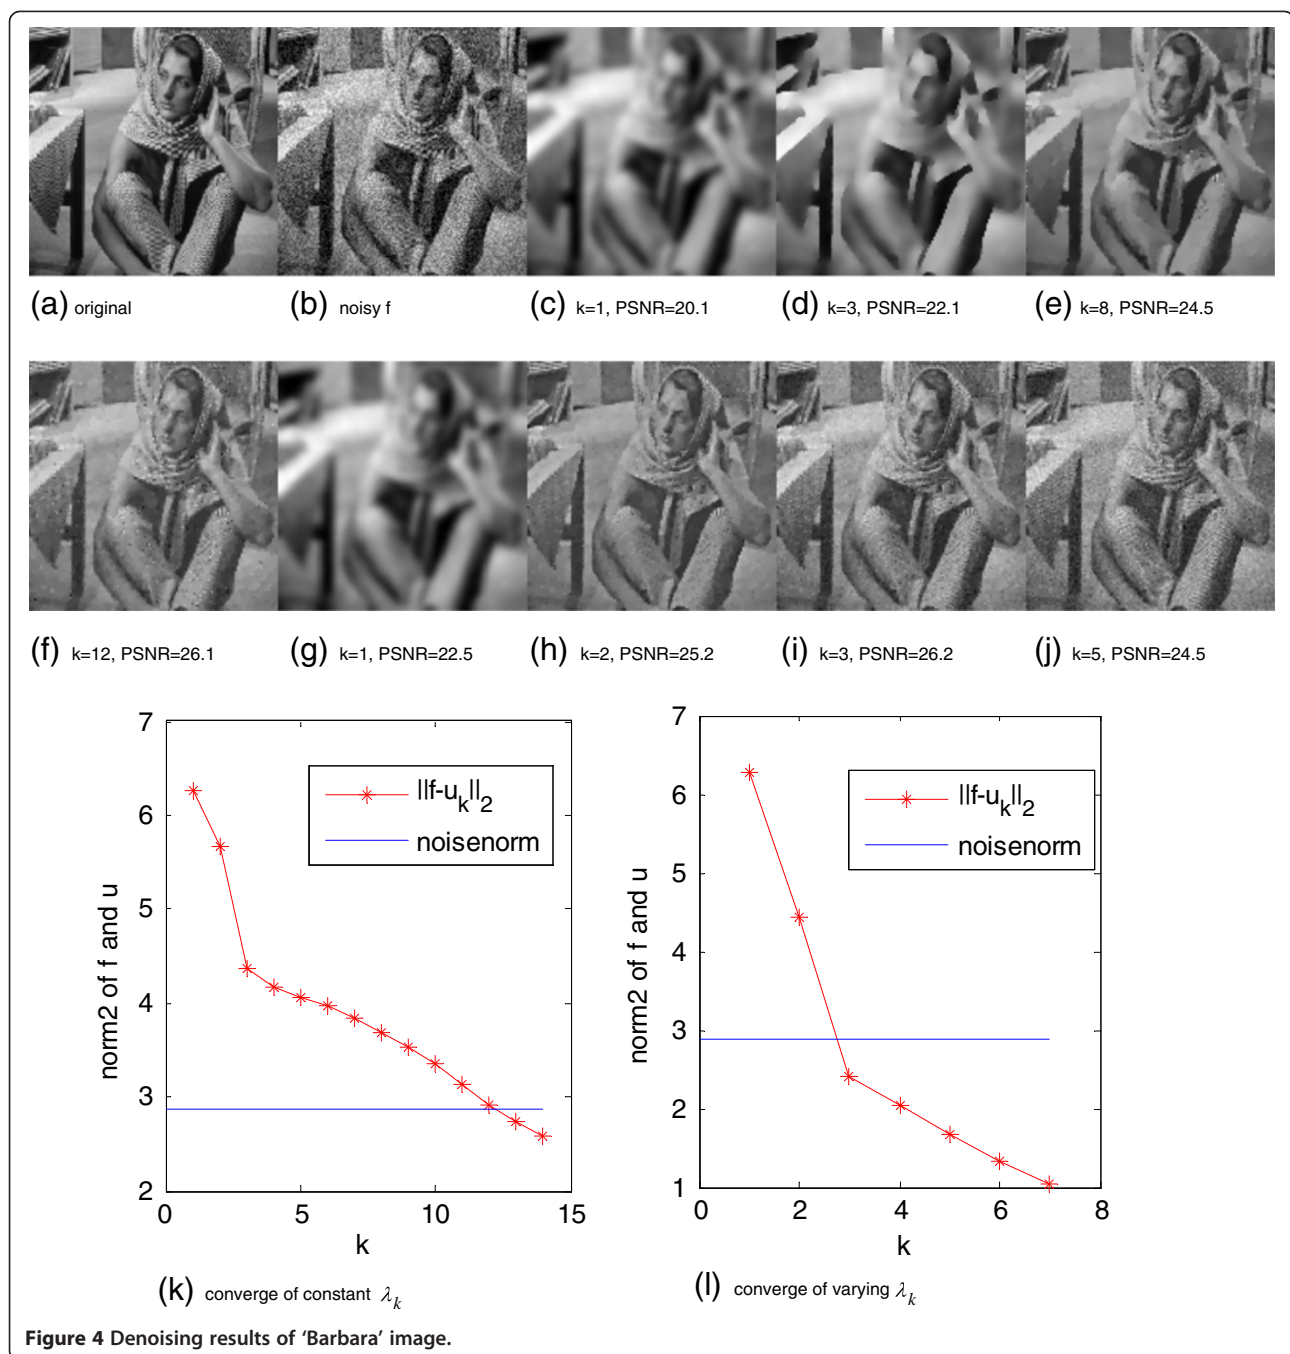 (a) original
(b) noisy f
(c) k=1, PSNR=20.1
(d) k=3, PSNR=22.1
(e) k=8, PSNR=24.5
(f) k=12, PSNR=26.1
(g) k=1, PSNR=22.5
(h) k=2, PSNR=25.2
(i) k=3, PSNR=26.2
(j) k=5, PSNR=24.5
7
6
5
4
3
2
0
5
10
15
norm2 of f and u
k
||f-u_k||_2
noisenorm
(k) converge of constant λ_k
7
6
5
4
3
2
1
0
2
4
6
8
norm2 of f and u
k
||f-u_k||_2
noisenorm
(l) converge of varying λ_k
Figure 4 Denoising results of ‘Barbara’ image.